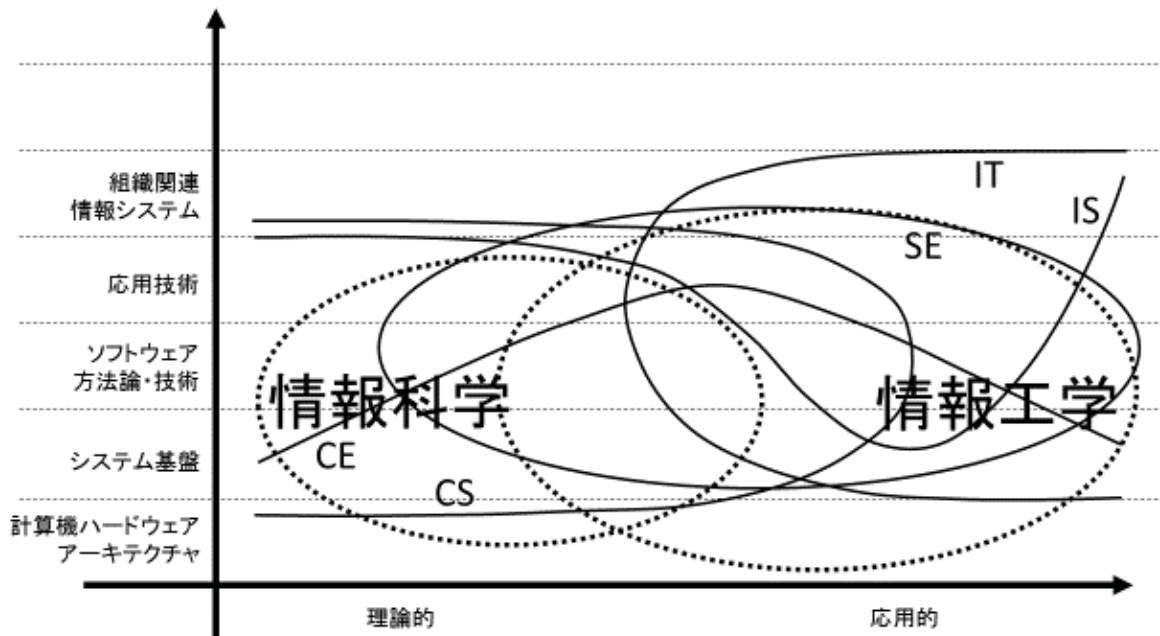 組織関連
情報システム
応用技術
ソフトウェア
方法論・技術
システム基盤
計算機ハードウェア
アーキテクチャ
IT
IS
SE
情報科学
情報工学
CE
CS
理論的
応用的